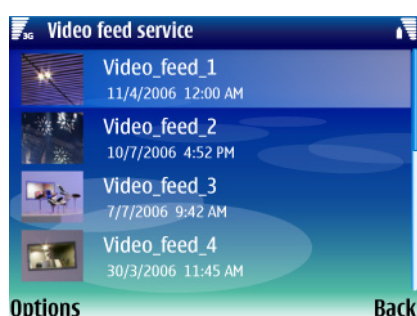 3G Video feed service
Video_feed_1
11/4/2006 12:00 AM
Video_feed_2
10/7/2006 4:52 PM
Video_feed_3
7/7/2006 9:42 AM
Video_feed_4
30/3/2006 11:45 AM
Options Back